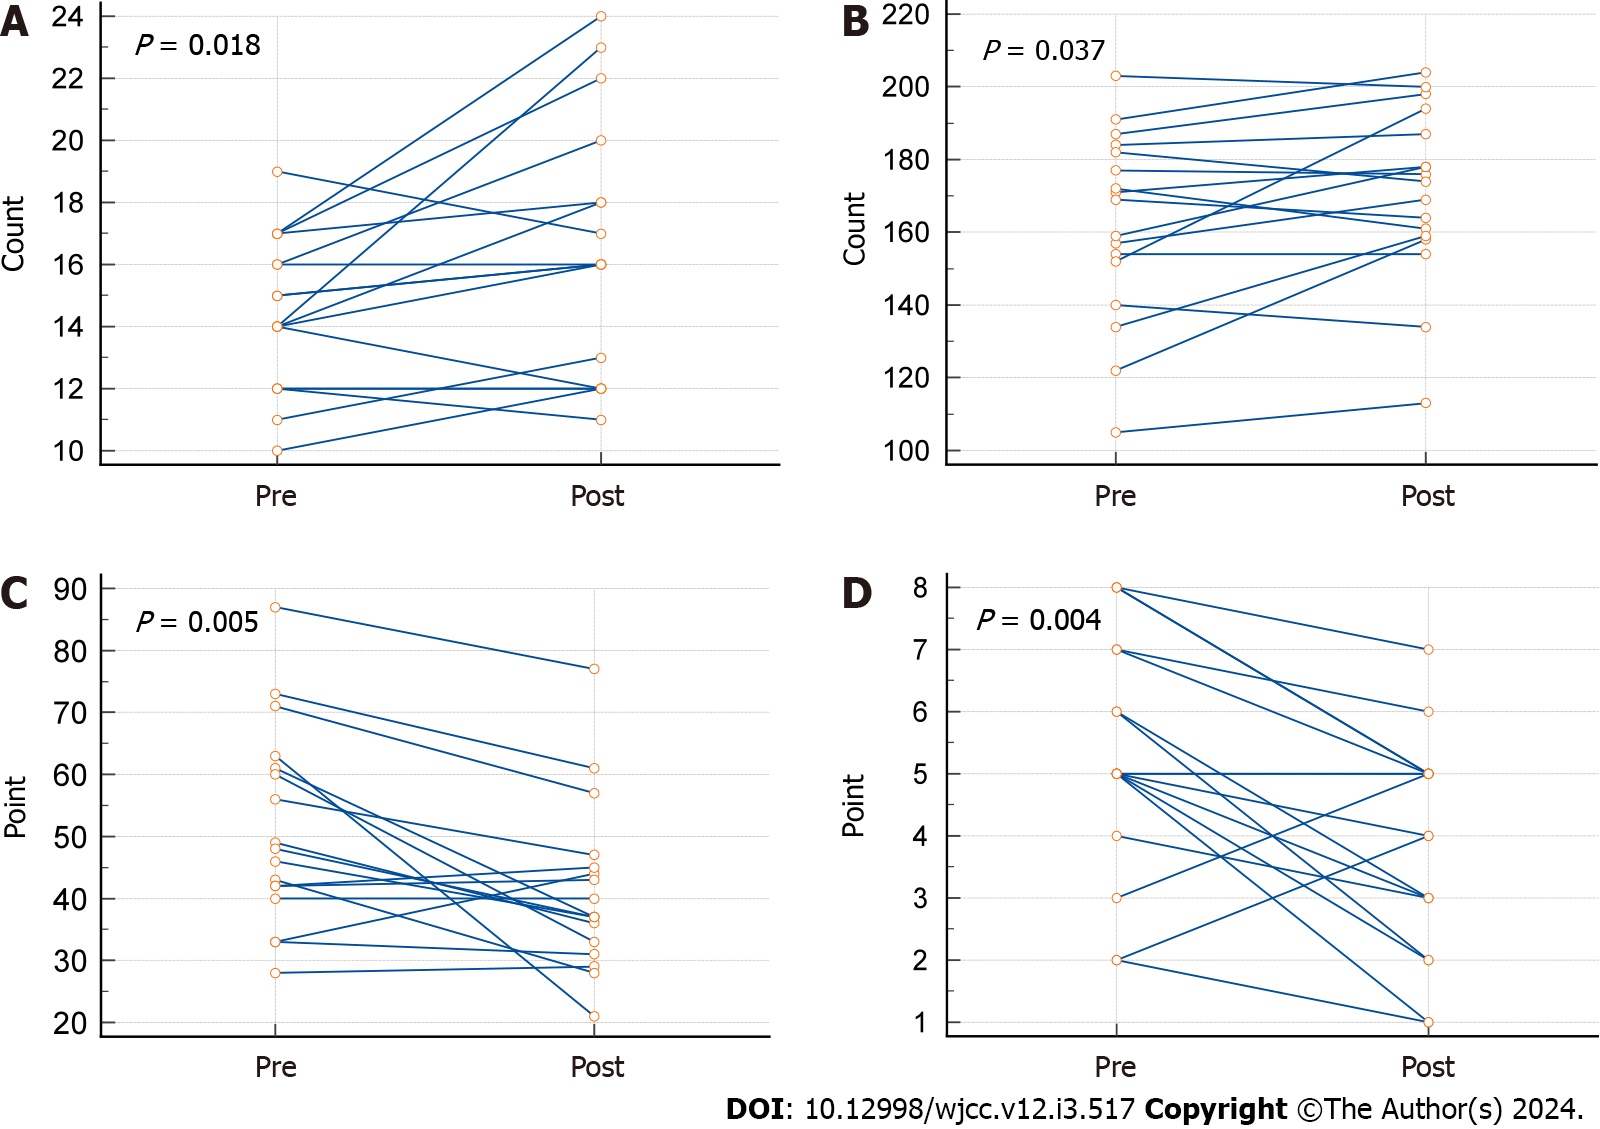 A
P = 0.018
24
22
20
18
16
14
12
10
Count
Pre Post
B
P = 0.037
220
200
180
160
140
120
100
Count
Pre Post
C
P = 0.005
90
80
70
60
50
40
30
20
Point
Pre Post
D
P = 0.004
8
7
6
5
4
3
2
1
Point
Pre Post
DOI: 10.12998/wjcc.v12.i3.517 Copyright ©The Author(s) 2024.